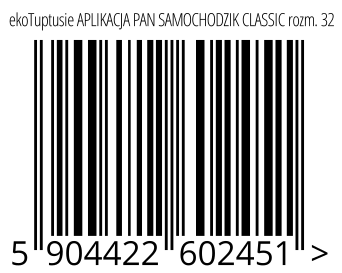 ekoTuptusie APLIKACJA PAN SAMOCHODZIK CLASSIC rozm. 32
5 904422 602451 >